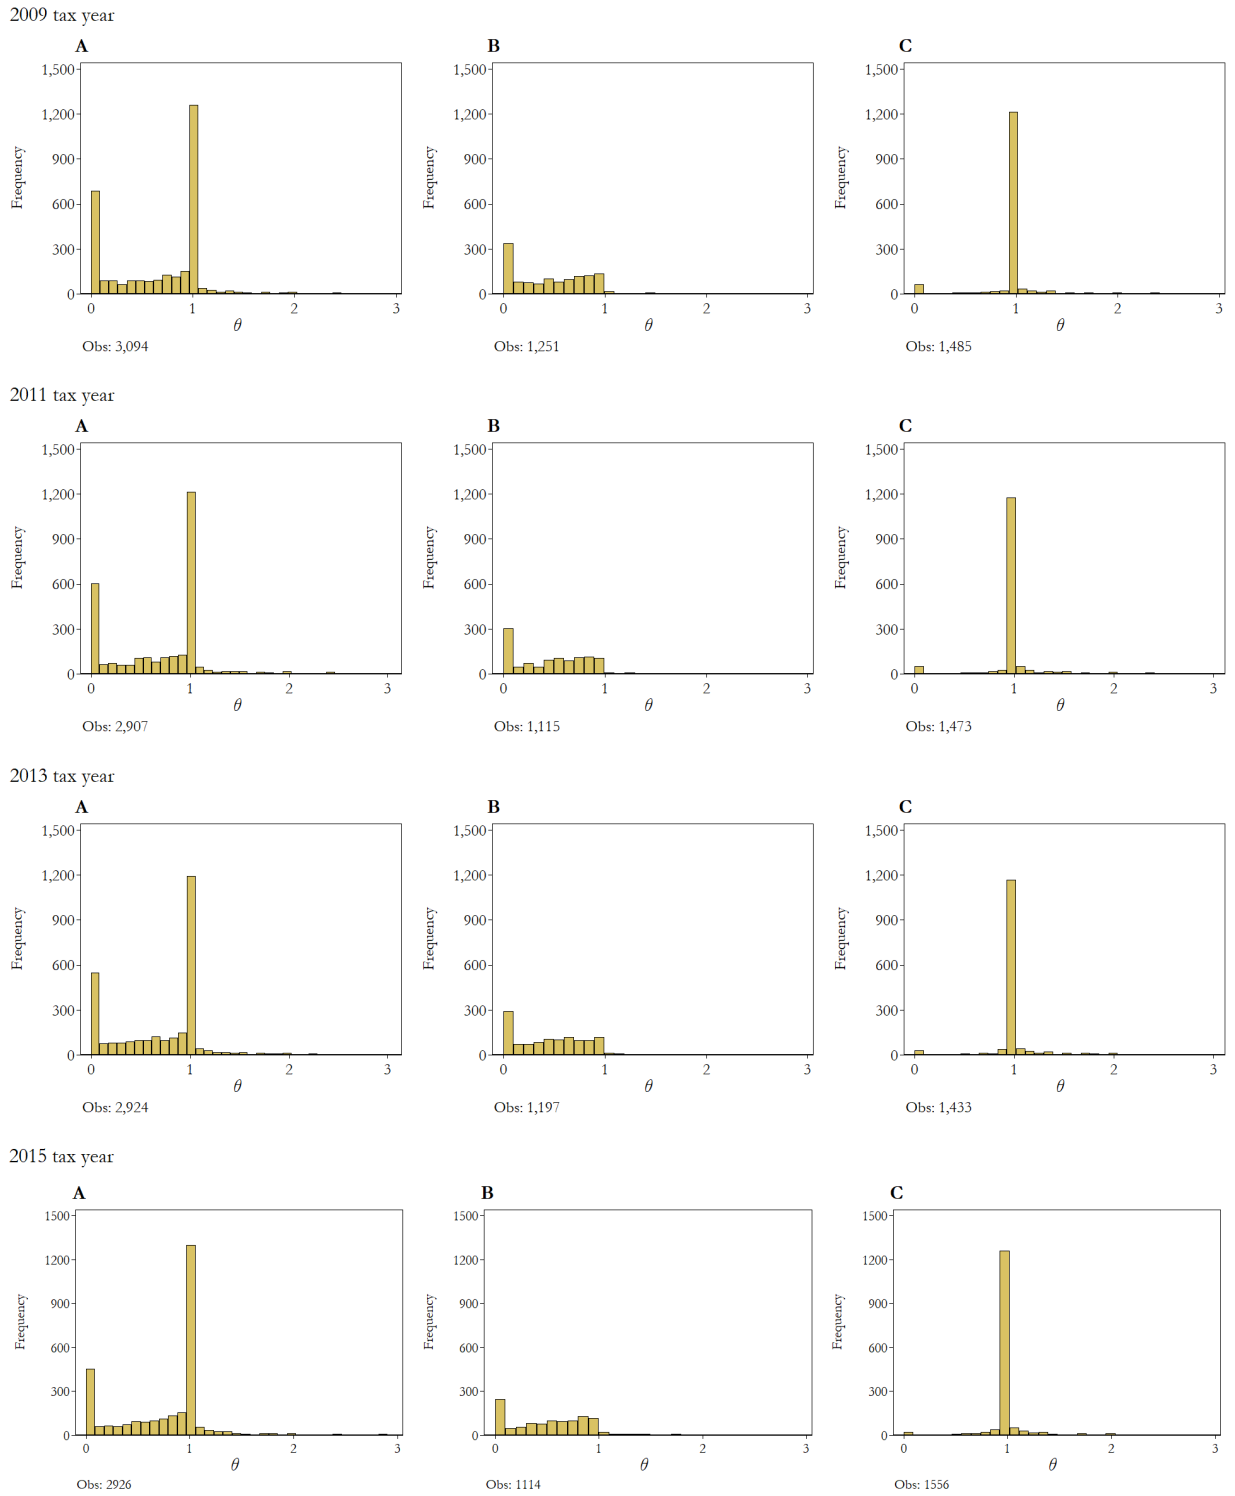 2009 tax year
A B C
1,500 1,500 1,500
1,200 1,200 1,200
900 900 900
600 600 600
300 300 300
0 0 0
Frequency Frequency Frequency
0 1 2 3 0 1 2 3 0 1 2 3
θ θ θ
Obs: 3,094 Obs: 1,251 Obs: 1,485
2011 tax year
A B C
1,500 1,500 1,500
1,200 1,200 1,200
900 900 900
600 600 600
300 300 300
0 0 0
Frequency Frequency Frequency
0 1 2 3 0 1 2 3 0 1 2 3
θ θ θ
Obs: 2,907 Obs: 1,115 Obs: 1,473
2013 tax year
A B C
1,500 1,500 1,500
1,200 1,200 1,200
900 900 900
600 600 600
300 300 300
0 0 0
Frequency Frequency Frequency
0 1 2 3 0 1 2 3 0 1 2 3
θ θ θ
Obs: 2,924 Obs: 1,197 Obs: 1,433
2015 tax year
A B C
1500 1500 1500
1200 1200 1200
900 900 900
600 600 600
300 300 300
0 0 0
Frequency Frequency Frequency
0 1 2 3 0 1 2 3 0 1 2 3
θ θ θ
Obs: 2926 Obs: 1114 Obs: 1556